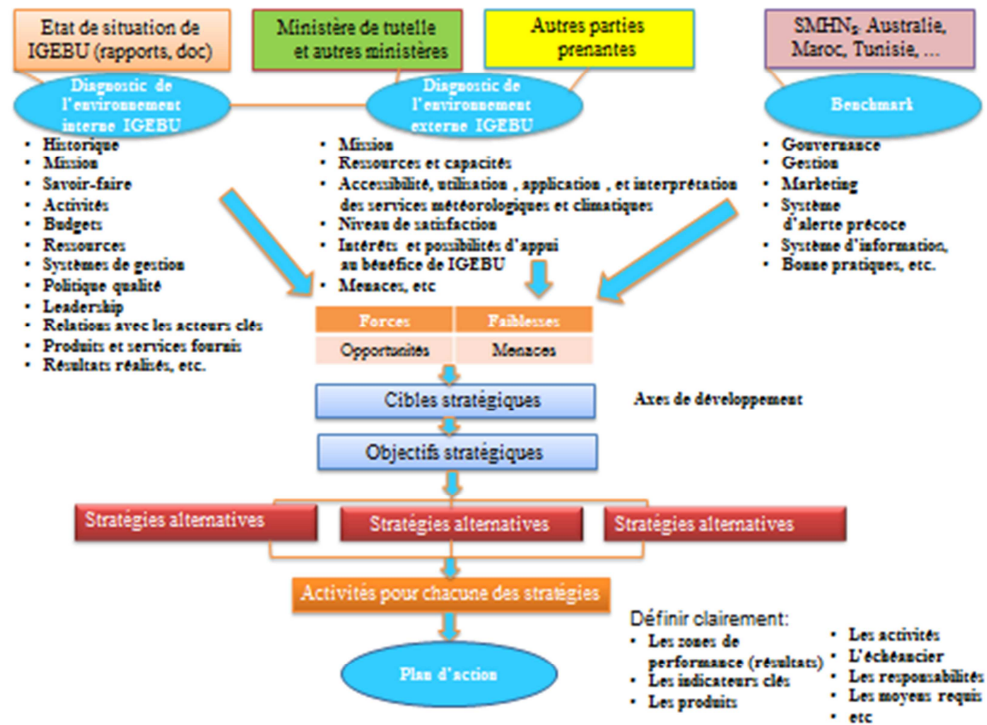 Etat de situation de
IGEBU (rapports, doc)
Ministère de tutelle
et autres ministères
Autres parties
prenantes
SMHNs. Australie,
Maroc, Tunisie, ...
Diagnostic de
l'environnement
interne IGEBU
Diagnostic de
l'environnement
externe IGEBU
Benchmark
• Historique
• Mission
• Savoir-faire
• Activités
• Budgets
• Ressources
• Systèmes de gestion
• Politique qualité
• Leadership
• Relations avec les acteurs clés
• Produits et services fournis
• Résultats réalisés, etc.
• Mission
• Ressources et capacités
• Accessibilité, utilisation , application , et interprétation
des services météorologiques et climatiques
• Niveau de satisfaction
• Intérêts et possibilités d'appui
au bénéfice de IGEBU
• Menaces, etc
• Gouvernance
• Gestion
• Marketing
• Système
d'alerte précoce
• Système d'information,
• Bonne pratiques, etc.
Forces Faiblesses
Opportunités Menaces
Cibles stratégiques
Axes de développement
Objectifs stratégiques
Stratégies alternatives
Stratégies alternatives
Stratégies alternatives
Activités pour chacune des stratégies
Plan d'action
Définir clairement:
• Les zones de
performance (résultats)
• Les indicateurs clés
• Les produits
• Les activités
• L'échéancier
• Les responsabilités
• Les moyens requis
• etc